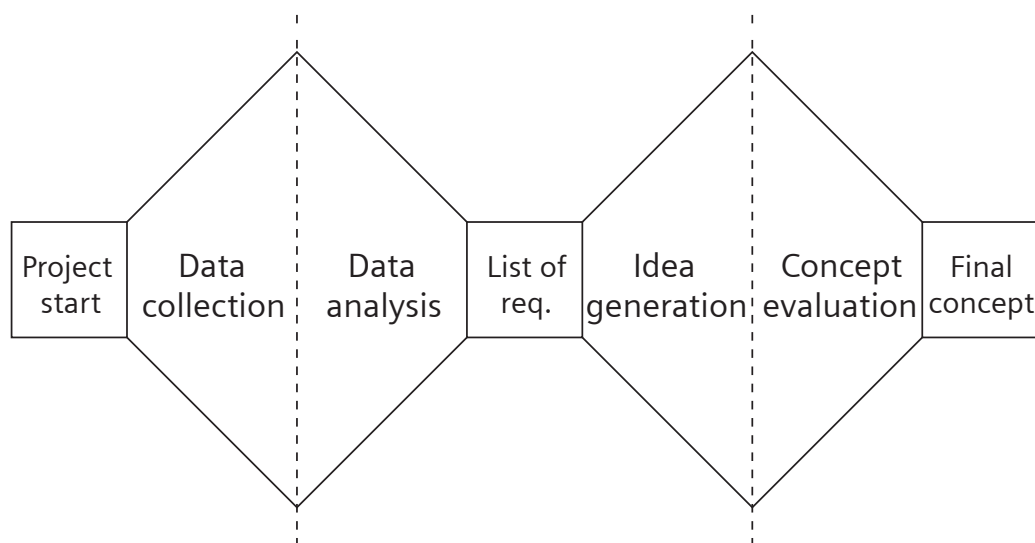 Project
start
Data
collection
Data
analysis
List of
req.
Idea
generation
Concept
evaluation
Final
concept